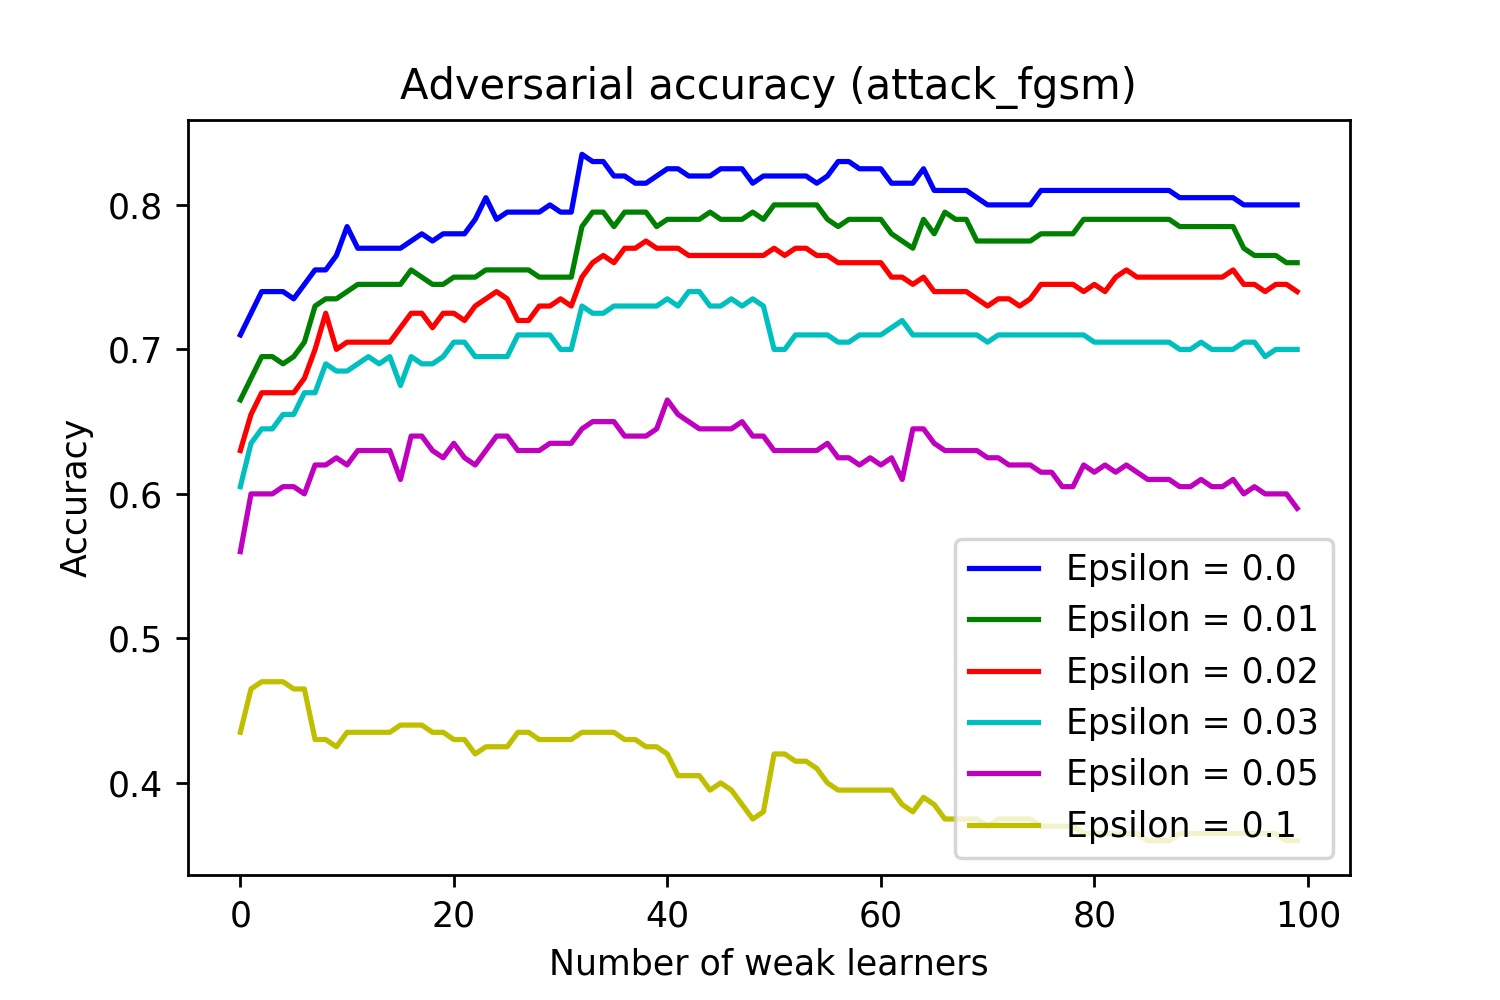 Adversarial accuracy (attack_fgsm)
0.8
0.7
0.6
0.5
0.4
Accuracy
Epsilon = 0.0
Epsilon = 0.01
Epsilon = 0.02
Epsilon = 0.03
Epsilon = 0.05
Epsilon = 0.1
0 20 40 60 80 100
Number of weak learners